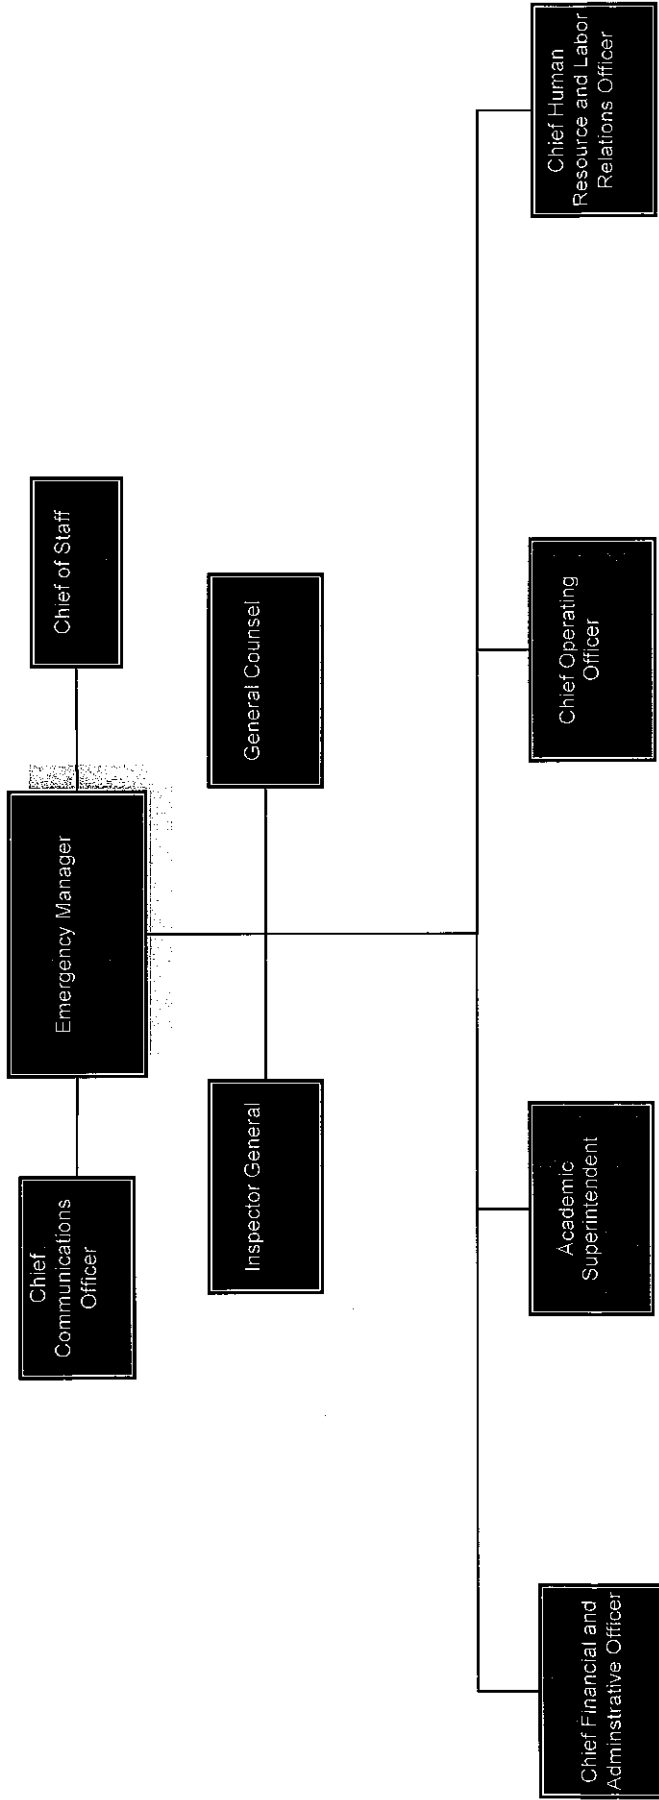 Chief
Communications
Officer
Emergency Manager
Chief of Staff
Inspector General
General Counsel
Chief Financial and
Adminstrative Officer
Academic
Superintendent
Chief Operating
Officer
Chief Human
Resource and Labor
Relations Officer